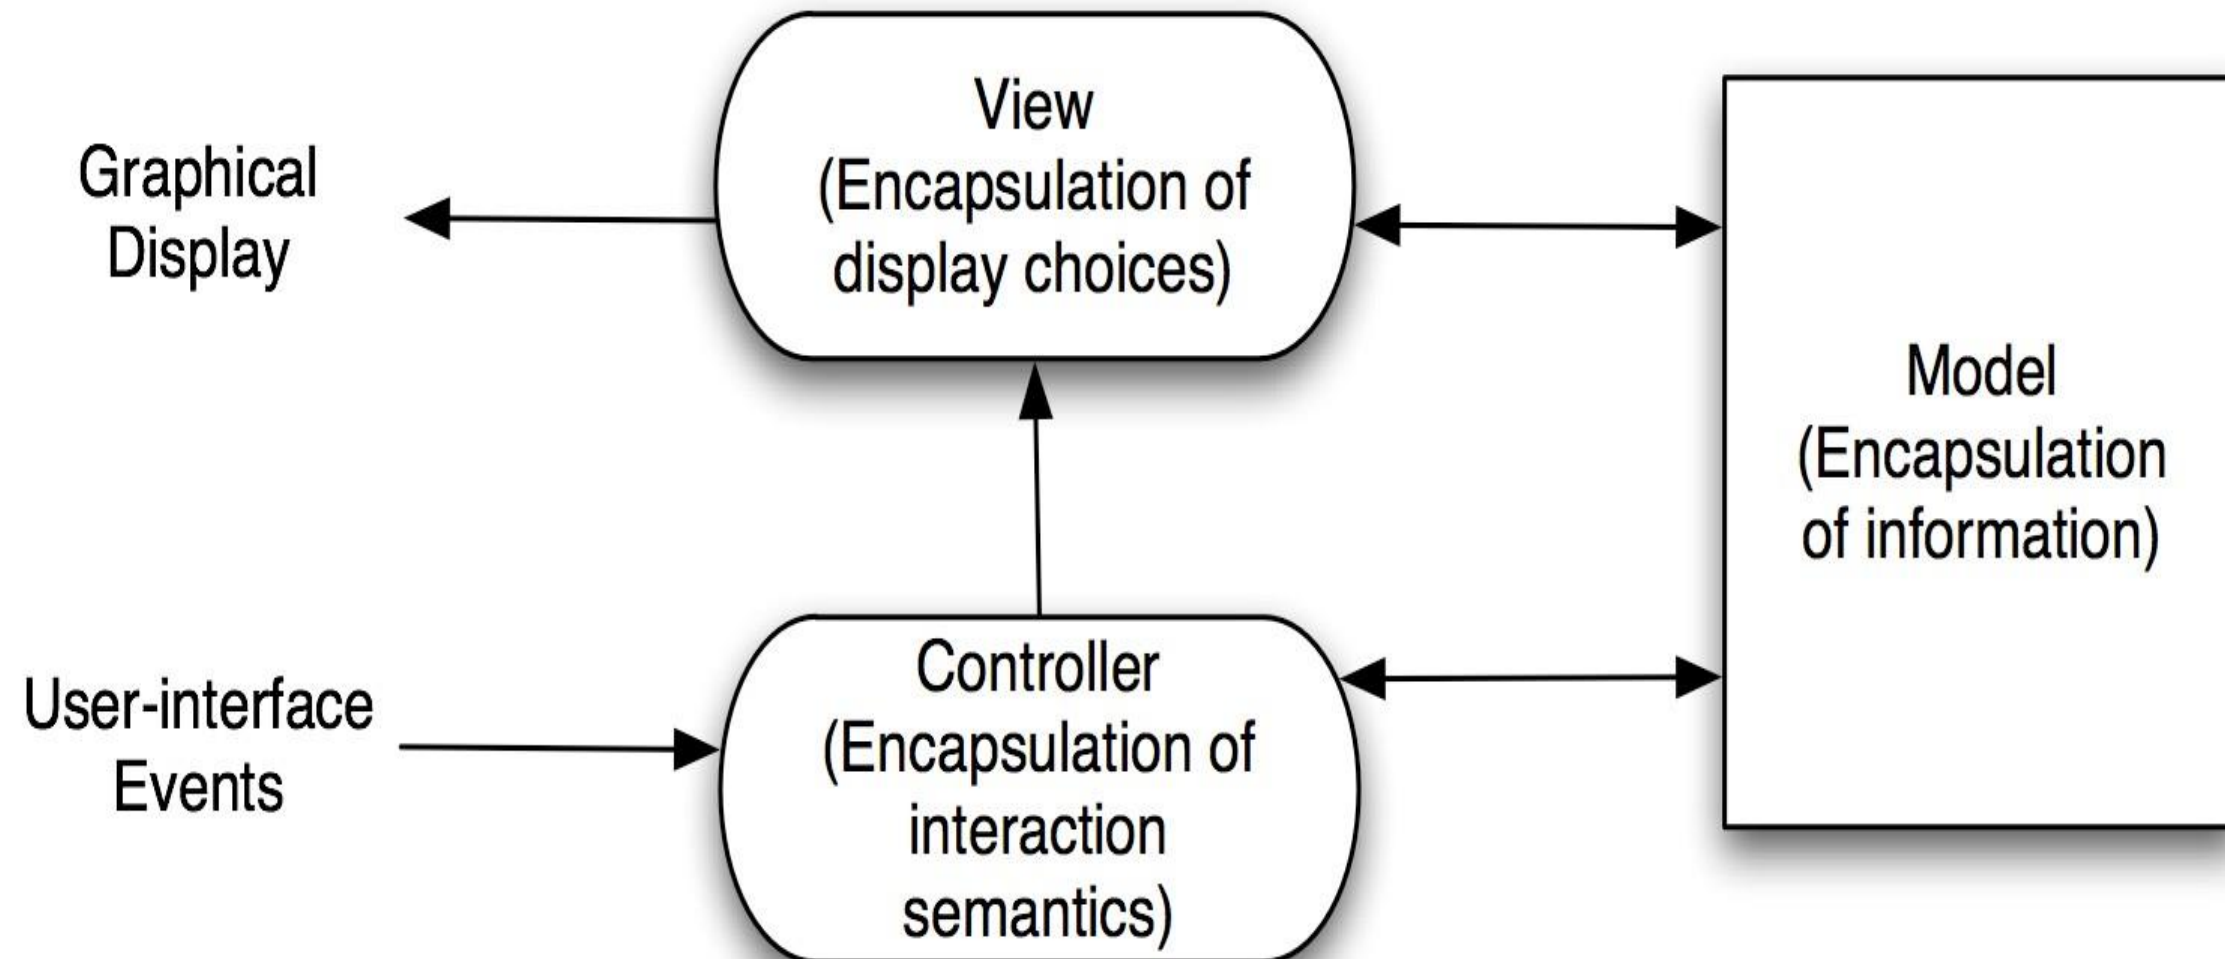 View
(Encapsulation of
display choices)
Graphical
Display
Model
(Encapsulation
of information)
Controller
(Encapsulation of
interaction
semantics)
User-interface
Events